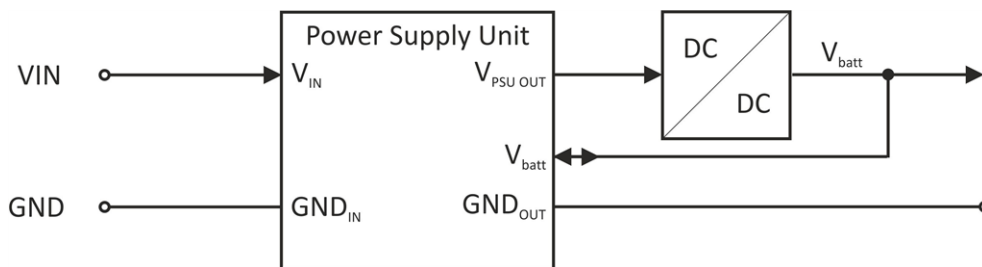 Power Supply Unit
VIN
V_IN
V_PSU OUT
DC
DC
V_batt
V_batt
GND
GND_IN
GND_OUT